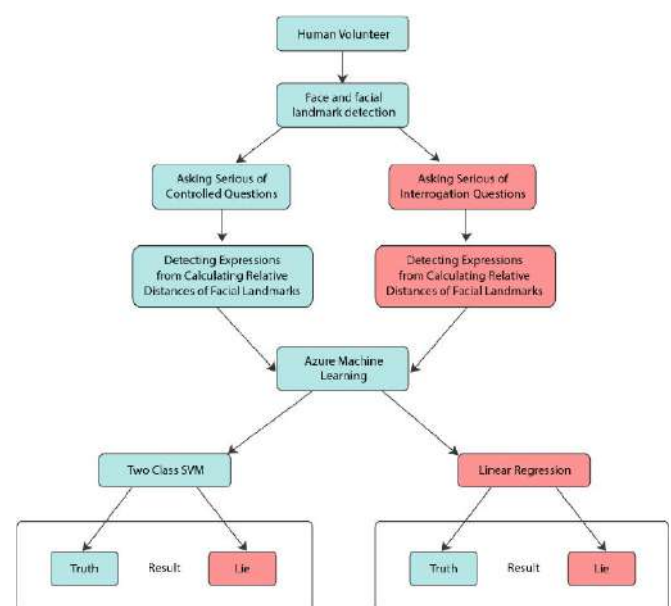 Human Volunteer
Face and facial
landmark detection
Asking Serious of
Controlled Questions
Asking Serious of
Interrogation Questions
Detecting Expressions
from Calculating Relative
Distances of Facial Landmarks
Detecting Expressions
from Calculating Relative
Distances of Facial Landmarks
Azure Machine
Learning
Two Class SVM
Linear Regression
Truth Result Lie
Truth Result Lie